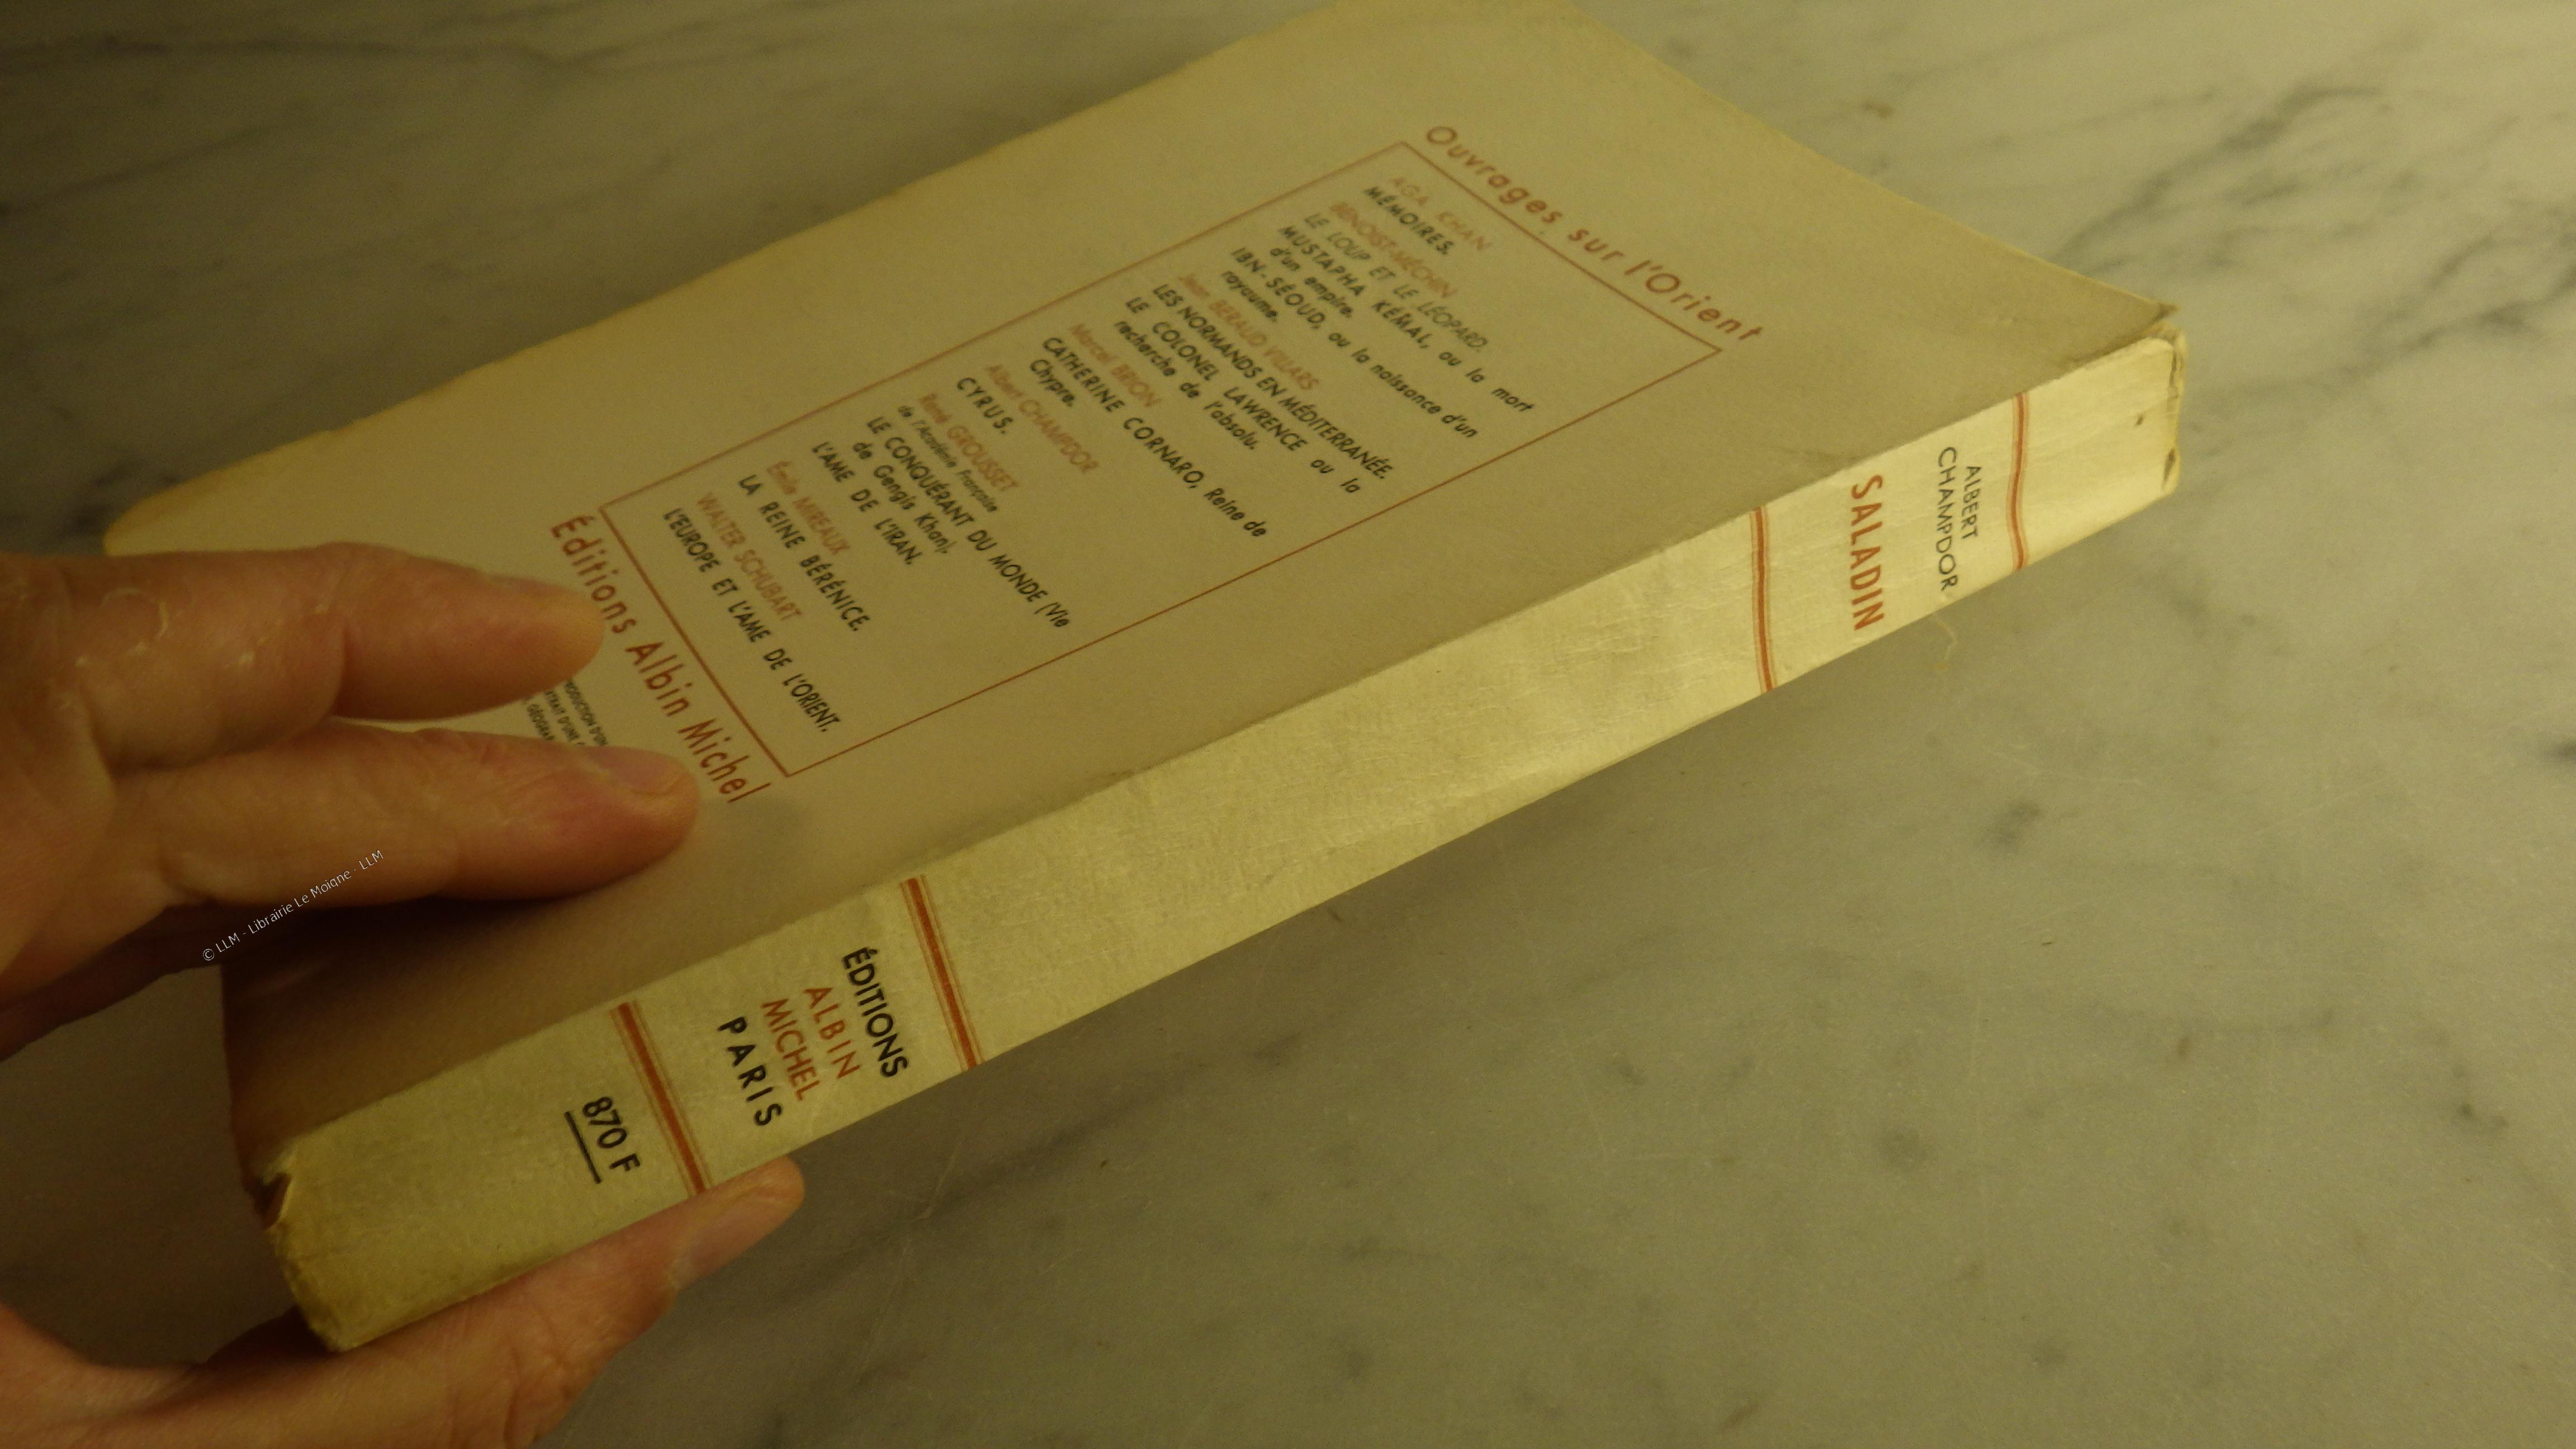 Ouvrages sur l'Orient
AGA KHAN
MÉMOIRES.
BENOIST-MÉCHIN
LE LOUP ET LE LÉOPARD.
MUSTAPHA KÉMAL, ou la mort
d'un empire.
IBN-SÉOUD, ou la naissance d'un
royaume.
Jean BERAUD VILLARS
LES NORMANDS EN MÉDITERRANÉE.
LE COLONEL LAWRENCE ou la
recherche de l'absolu.
Marcel BRION
CATHERINE CORNARO, Reine de
Chypre.
Albert CHAMPDOR
CYRUS.
René GROUSSET
de l'Académie Française
LE CONQUÉRANT DU MONDE (Vie
de Gengis Khan).
L'AME DE L'IRAN.
Émile MIREAUX
LA REINE BÉRÉNICE.
WALTER SCHUBART
L'EUROPE ET L'AME DE L'ORIENT.
Éditions Albin Michel
ALBERT
CHAMPDOR
SALADIN
ÉDITIONS
ALBIN
MICHEL
PARIS
870 F
© LLM - Librairie Le Moigne - LLM